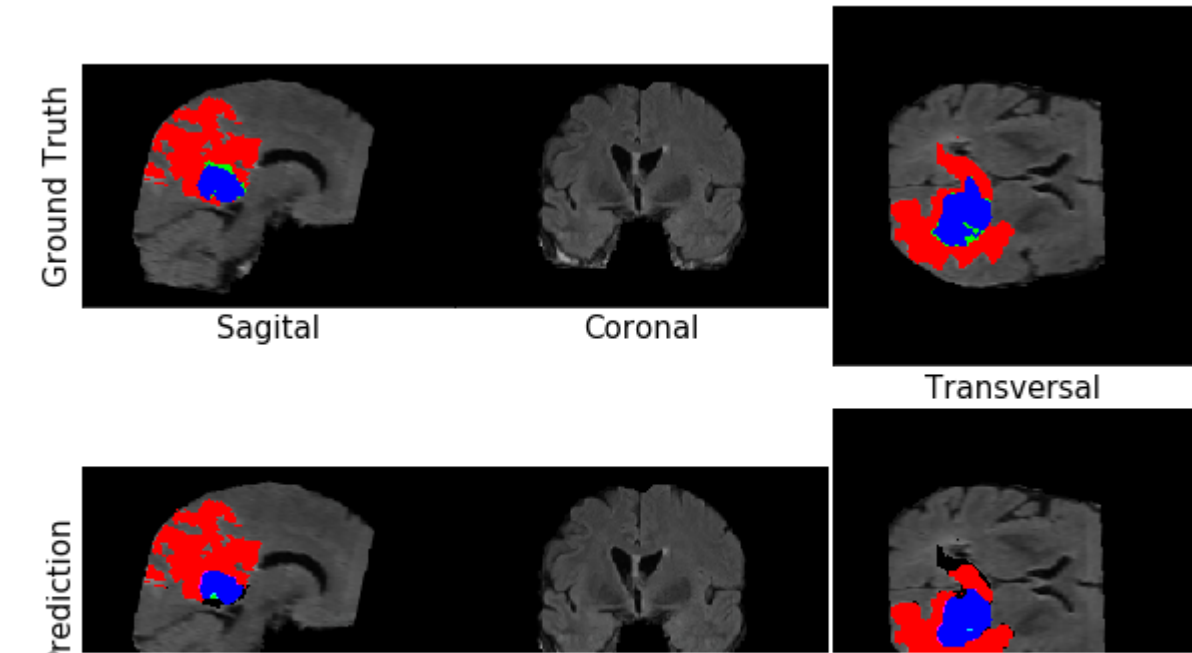 Ground Truth
Sagital
Coronal
Transversal
rediction